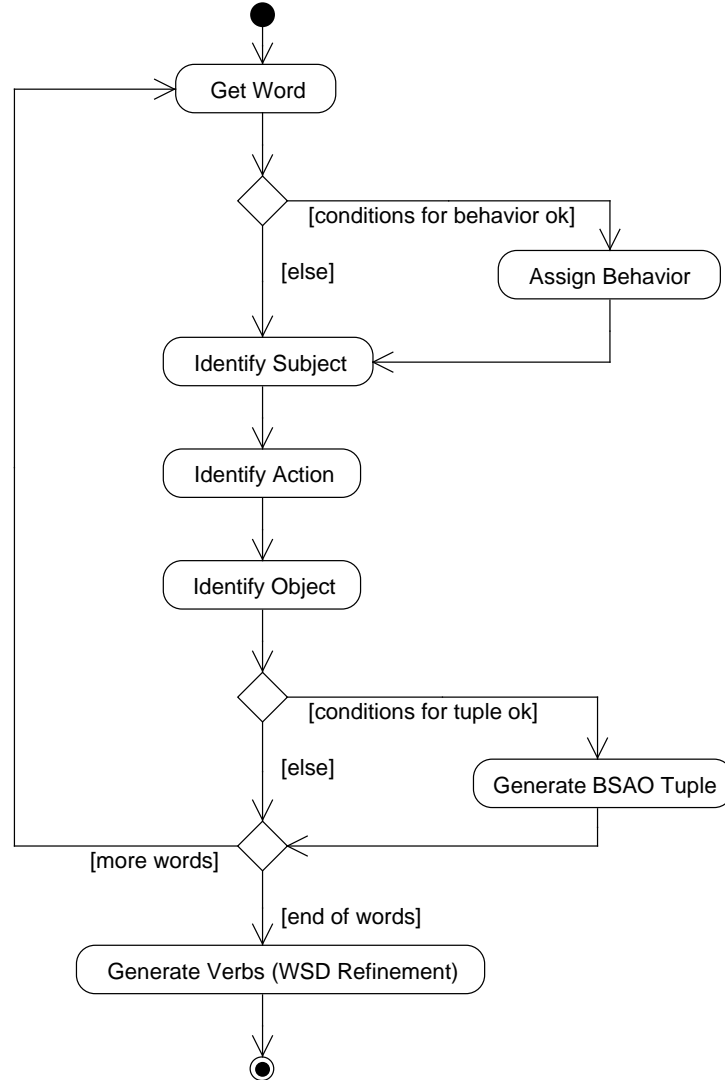 Get Word
[conditions for behavior ok]
[else]
Assign Behavior
Identify Subject
Identify Action
Identify Object
[conditions for tuple ok]
[else]
Generate BSAO Tuple
[more words]
[end of words]
Generate Verbs (WSD Refinement)